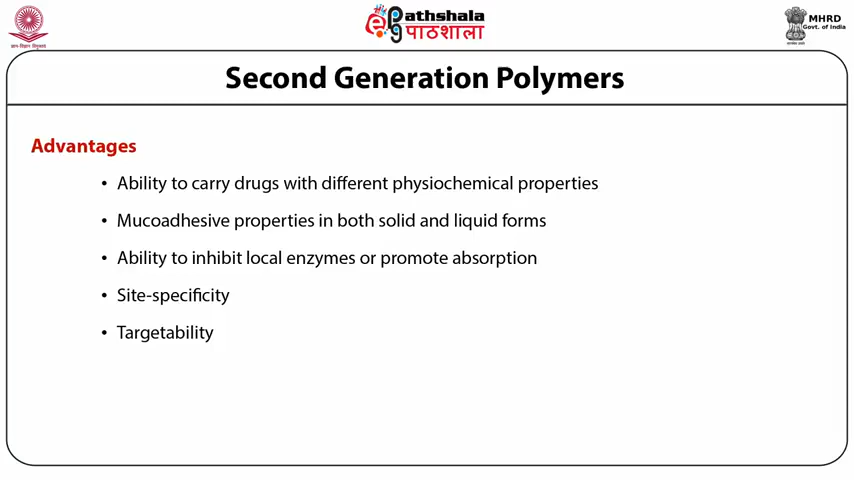 Pathshala
पाठशाला
MHRD
Govt. of India
Second Generation Polymers
Advantages
• Ability to carry drugs with different physiochemical properties
• Mucoadhesive properties in both solid and liquid forms
• Ability to inhibit local enzymes or promote absorption
• Site-specificity
• Targetability